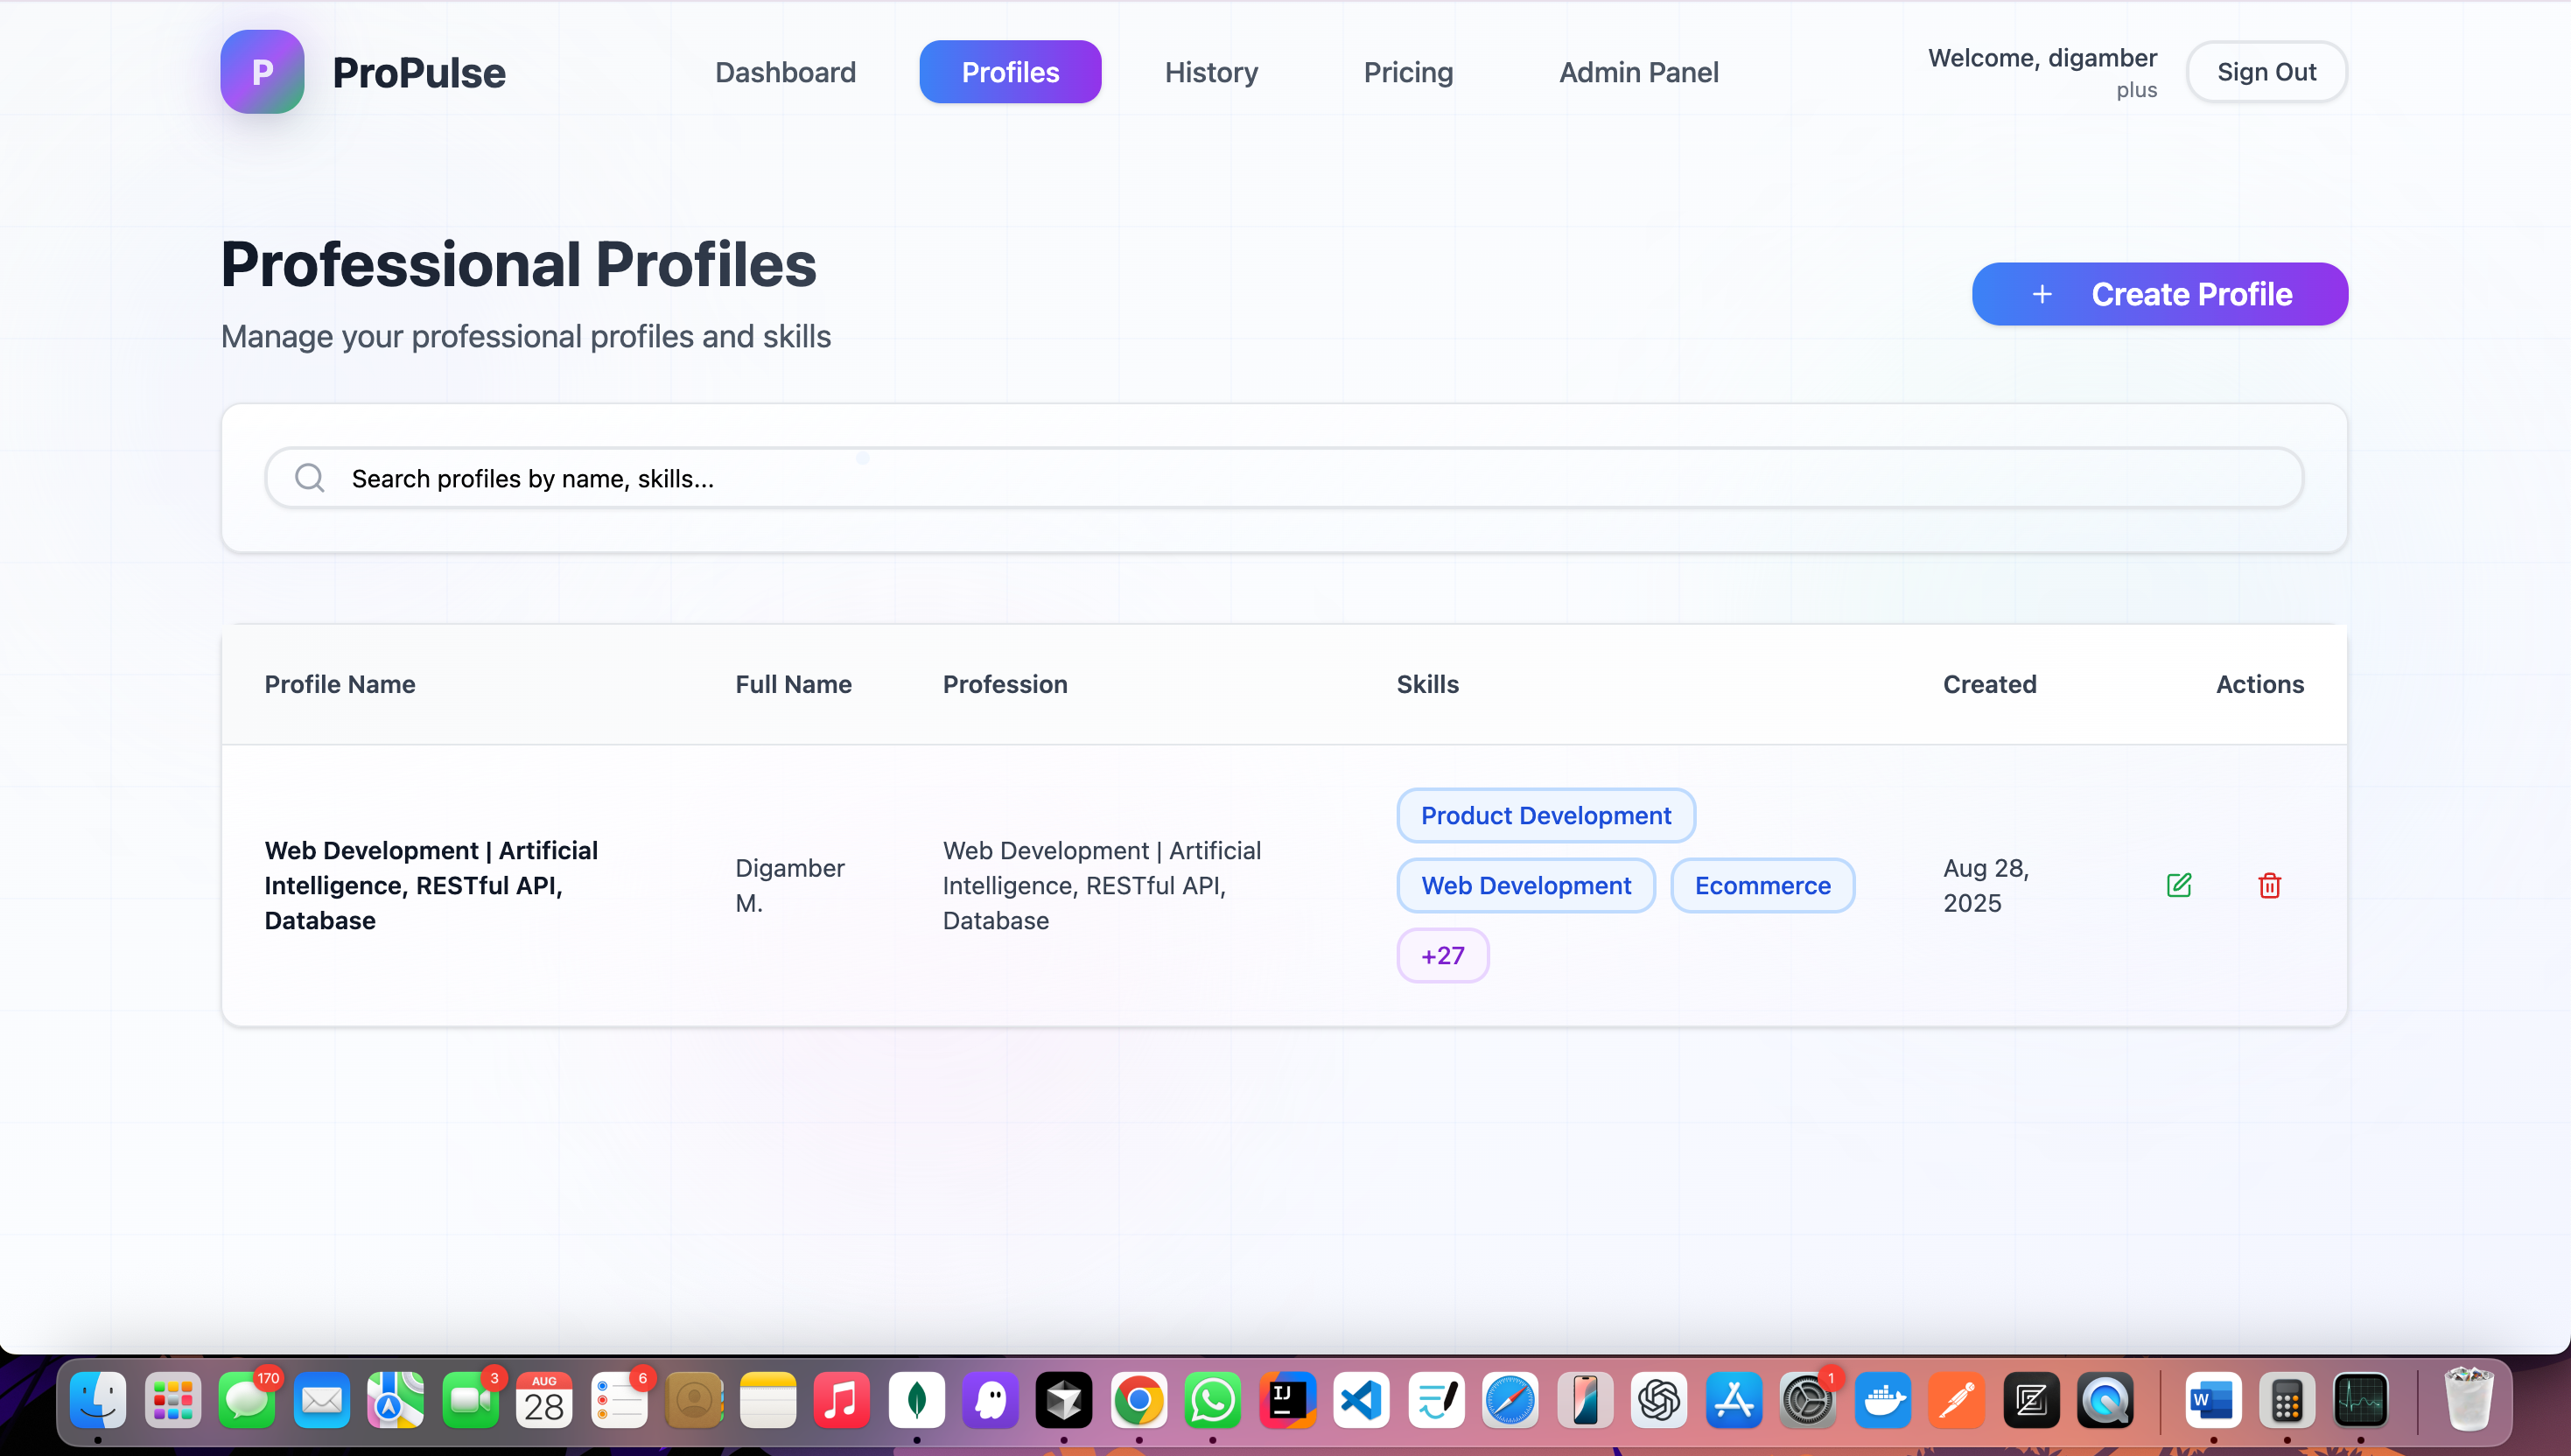 P
ProPulse
Dashboard
Profiles
History
Pricing
Admin Panel
Welcome, digamber
plus
Sign Out
Professional Profiles
Manage your professional profiles and skills
+ Create Profile
Search profiles by name, skills...
Profile Name
Full Name
Profession
Skills
Created
Actions
Web Development | Artificial
Intelligence, RESTful API,
Database
Digamber
M.
Web Development | Artificial
Intelligence, RESTful API,
Database
Product Development
Web Development
Ecommerce
+27
Aug 28,
2025
170
3
AUG
28
6
IJ
1
W